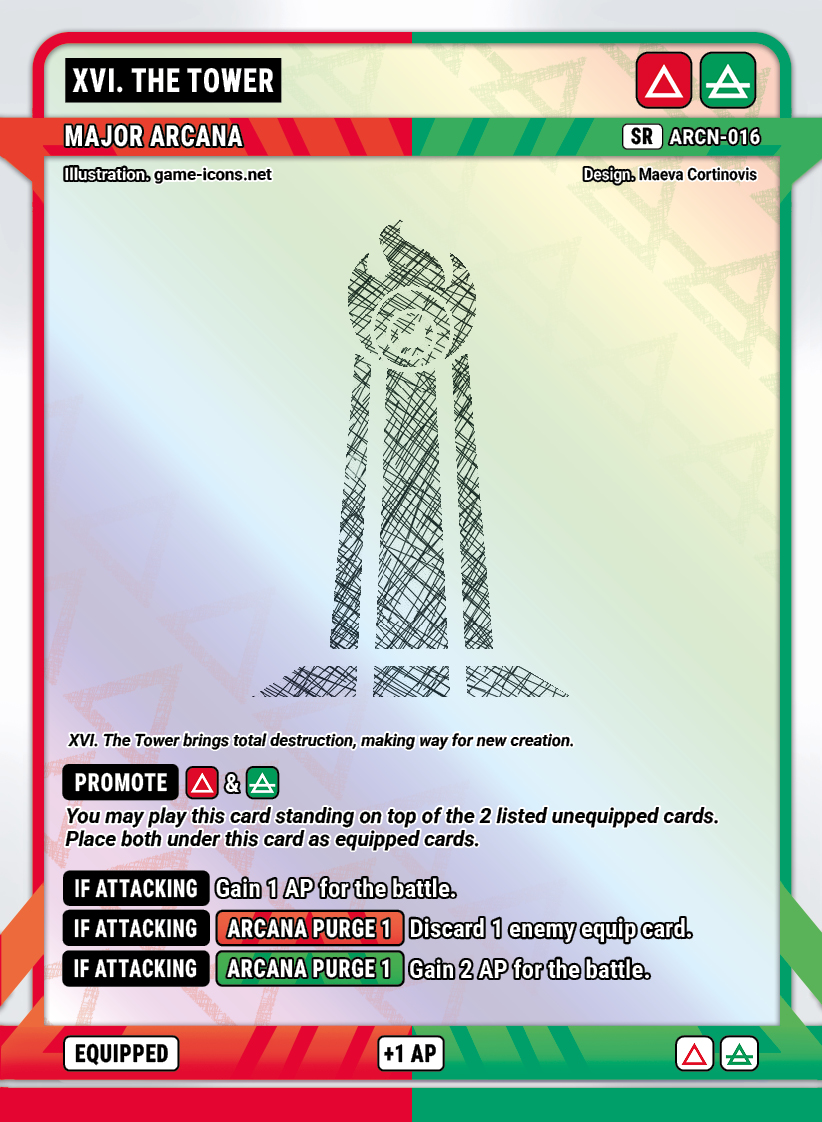 XVI. THE TOWER
MAJOR ARCANA
SR ARCN-016
Illustration. game-icons.net
Design. Maeva Cortinovis
XVI. The Tower brings total destruction, making way for new creation.
PROMOTE &
You may play this card standing on top of the 2 listed unequipped cards.
Place both under this card as equipped cards.
IF ATTACKING Gain 1 AP for the battle.
IF ATTACKING ARCANA PURGE 1 Discard 1 enemy equip card.
IF ATTACKING ARCANA PURGE 1 Gain 2 AP for the battle.
EQUIPPED
+1 AP